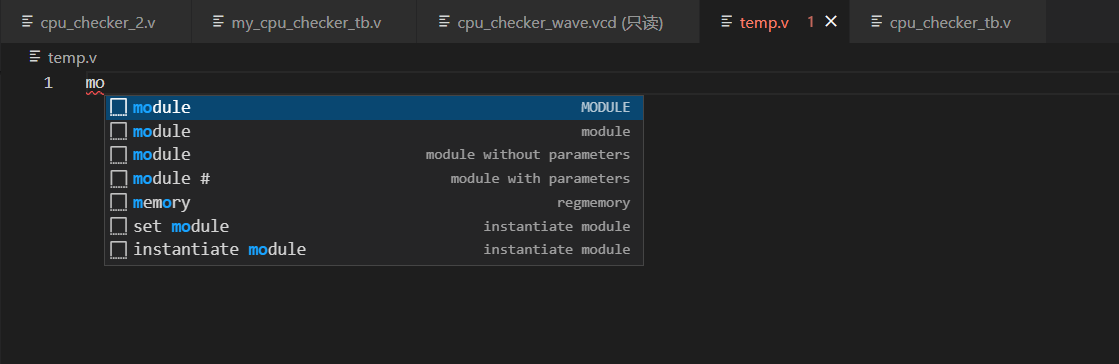 cpu_checker_2.v my_cpu_checker_tb.v cpu_checker_wave.vcd (只读) temp.v 1 cpu_checker_tb.v
temp.v
1 mo
module MODULE
module module
module module without parameters
module # module with parameters
memory regmemory
set module instantiate module
instantiate module instantiate module